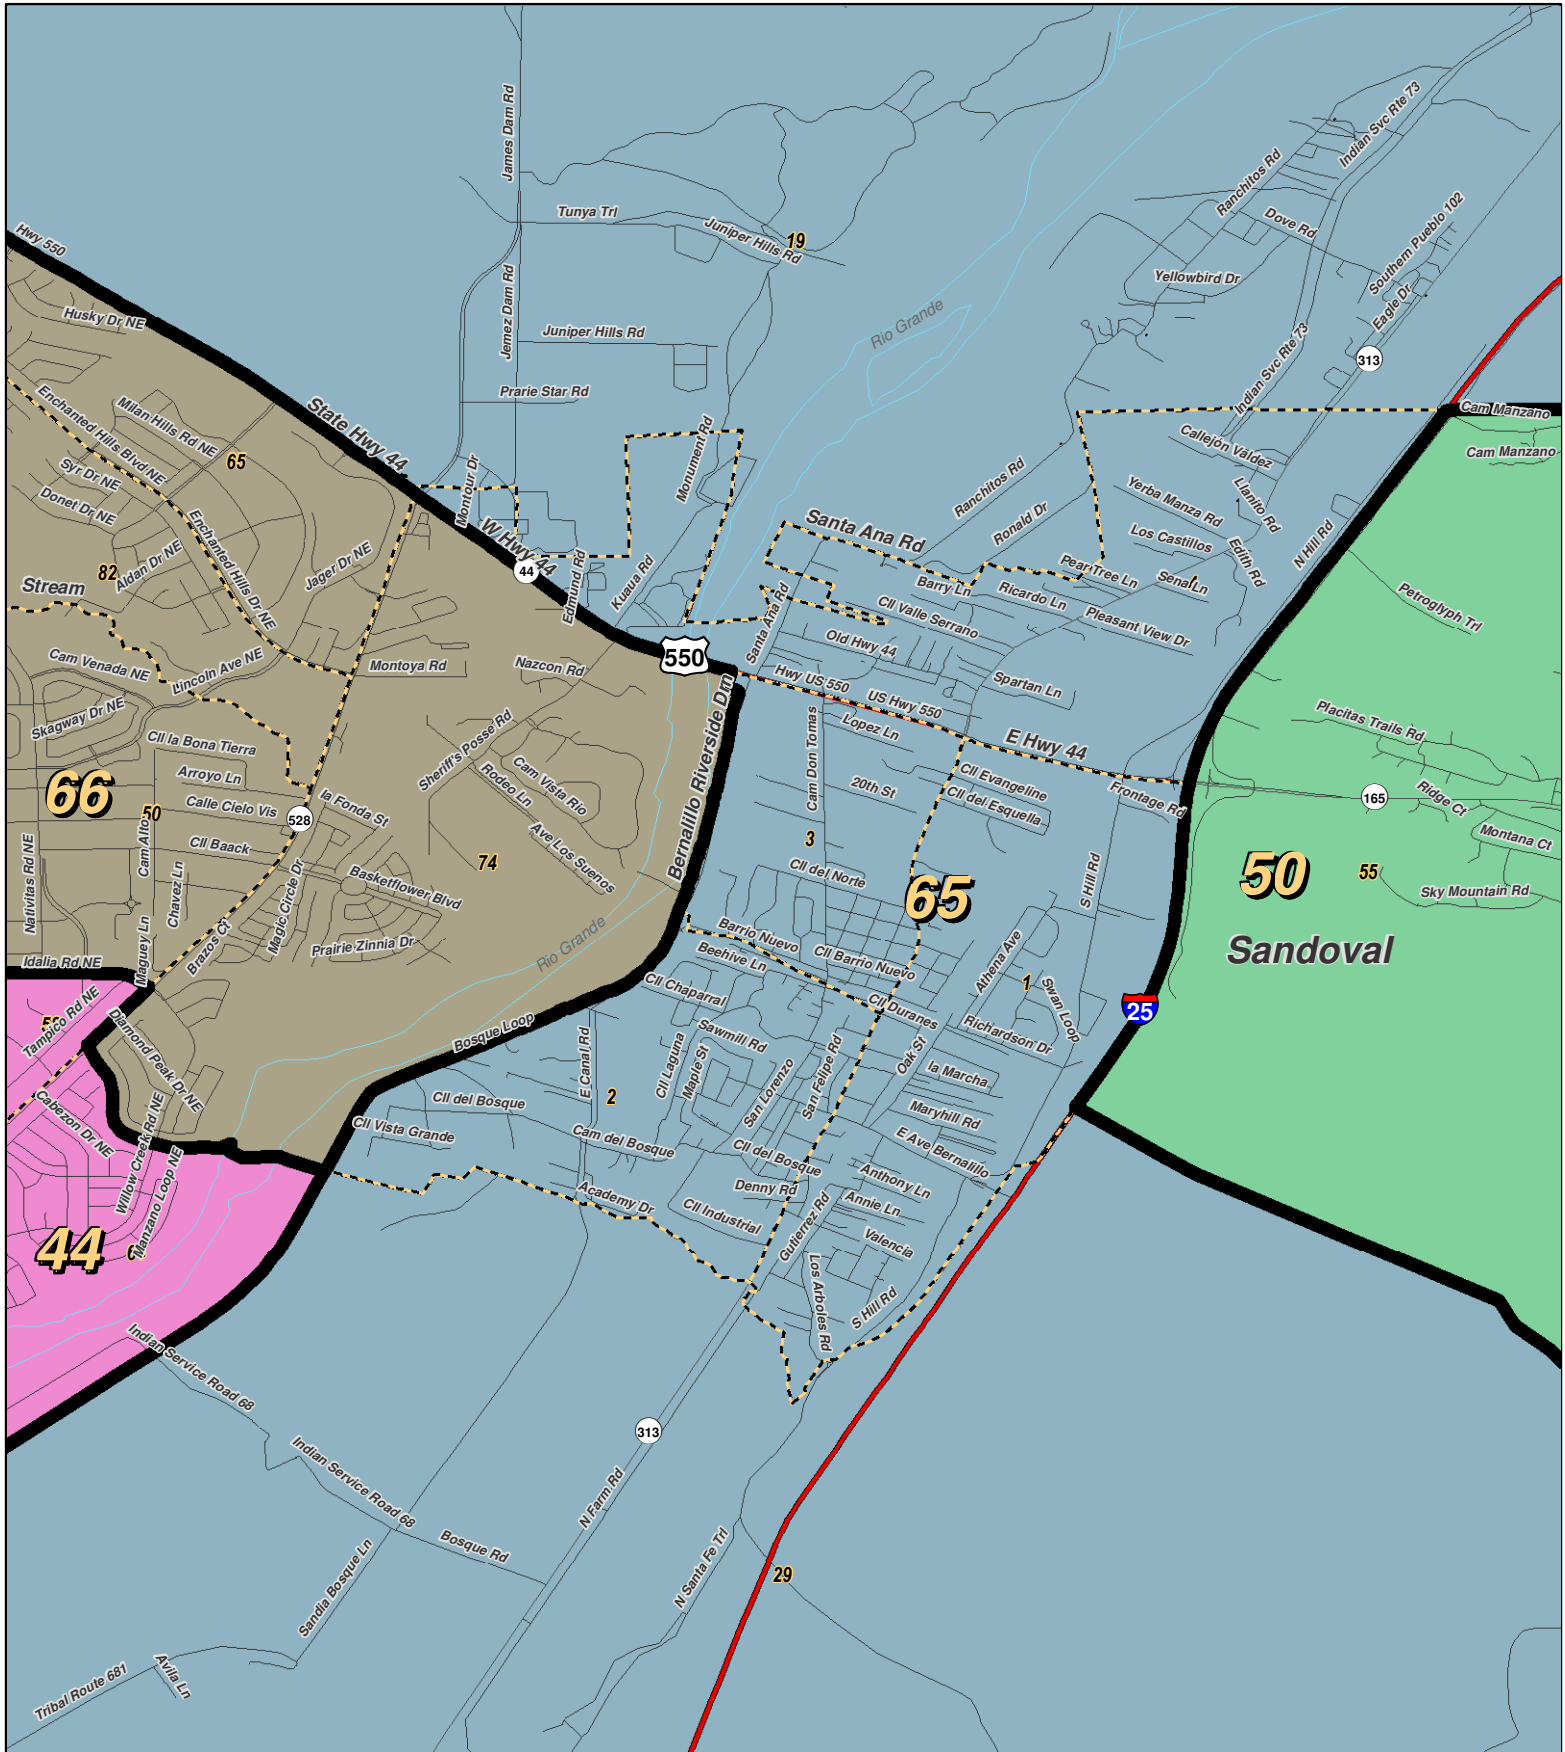 James Dam Rd
Indian Svc Rte 73
Ranchitos Rd
Tunya Trl
Juniper Hills Rd
19
Dove Rd
Southern Pueblo 102
Hwy 550
Yellowbird Dr
Eagle Dr
Jemez Dam Rd
Husky Dr NE
Juniper Hills Rd
Rio Grande
Indian Svc Rte 73
313
Prarie Star Rd
State Hwy 44
Enchanted Hills Blvd NE
Milan Hills Rd NE
65
Cam Manzano
Cam Manzano
Callejón Valdez
Monument Rd
Montour Dr
Syr Dr NE
Donet Dr NE
Ranchitos Rd
Llanito Rd
Yerba Manza Rd
W Hwy 44
Santa Ana Rd
Ronald Dr
Los Castillos
N Hill Rd
Enchanted Hills Dr NE
Aldan Dr NE
Jager Dr NE
82
44
Edmund Rd
Kuaua Rd
Edith Rd
Pear Tree Ln
Senal Ln
Stream
Barry Ln
Ricardo Ln
Petroglyph Trl
Cll Valle Serrano
Pleasant View Dr
Santa Ana Rd
Old Hwy 44
550
Cam Venada NE
Lincoln Ave NE
Montoya Rd
Nazcon Rd
Hwy US 550
US Hwy 550
Spartan Ln
Skagway Dr NE
Bernalillo Riverside Drn
Lopez Ln
E Hwy 44
Placitas Trails Rd
Cll la Bona Tierra
Sheriff's Posse Rd
Cam Don Tomas
Arroyo Ln
Rodeo Ln
Cam Vista Rio
20th St
Cll Evangeline
Cll del Esquella
Frontage Rd
165
Ridge Ct
66
50
Calle Cielo Vis
528
la Fonda St
Montana Ct
Cll Baack
Ave Los Suenos
3
Nativitas Rd NE
Cam Alto
Chavez Ln
Magic Circle Dr
Basketflower Blvd
74
Cll del Norte
65
S Hill Rd
50
55
Sky Mountain Rd
Maguey Ln
Brazos Ct
Prairie Zinnia Dr
Rio Grande
Barrio Nuevo
Beehive Ln
Cll Barrio Nuevo
Athena Ave
Sandoval
Idalia Rd NE
Cll Chaparral
1
Swan Loop
25
Tampico Rd NE
Diamond Peak Dr NE
Bosque Loop
Cll Duranes
Richardson Dr
E Canal Rd
Cll Laguna
Maple St
Sawmill Rd
San Lorenzo
San Felipe Rd
Oak St
la Marcha
Cll del Bosque
2
Cabezon Dr NE
Willow Creek Rd NE
Cll Vista Grande
Cam del Bosque
Maryhill Rd
Manzano Loop NE
Cll del Bosque
E Ave Bernalillo
Academy Dr
Denny Rd
Anthony Ln
Annie Ln
44
Cll Industrial
Gutierrez Rd
Valencia
Los Arboles Rd
S Hill Rd
Indian Service Road 68
313
Indian Service Road 68
N Farm Rd
Bosque Rd
Sandia Bosque Ln
N Santa Fe Trl
29
Tribal Route 681
Avila Ln